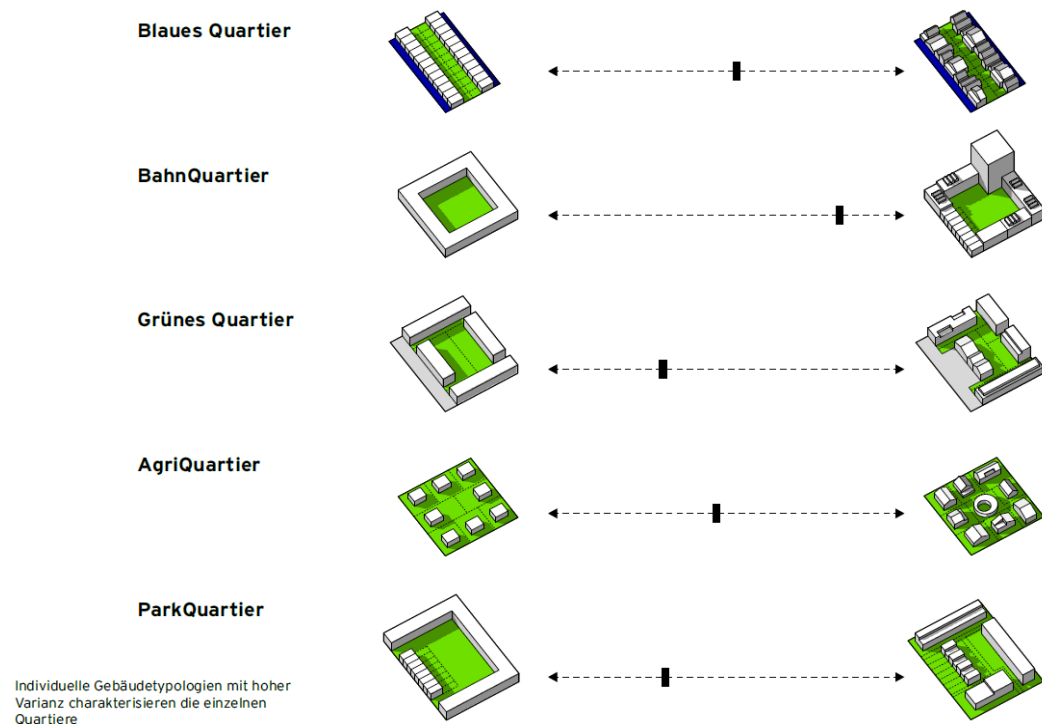 Blaues Quartier
BahnQuartier
Grünes Quartier
AgriQuartier
ParkQuartier
Individuelle Gebäudetypologien mit hoher
Varianz charakterisieren die einzelnen
Quartiere